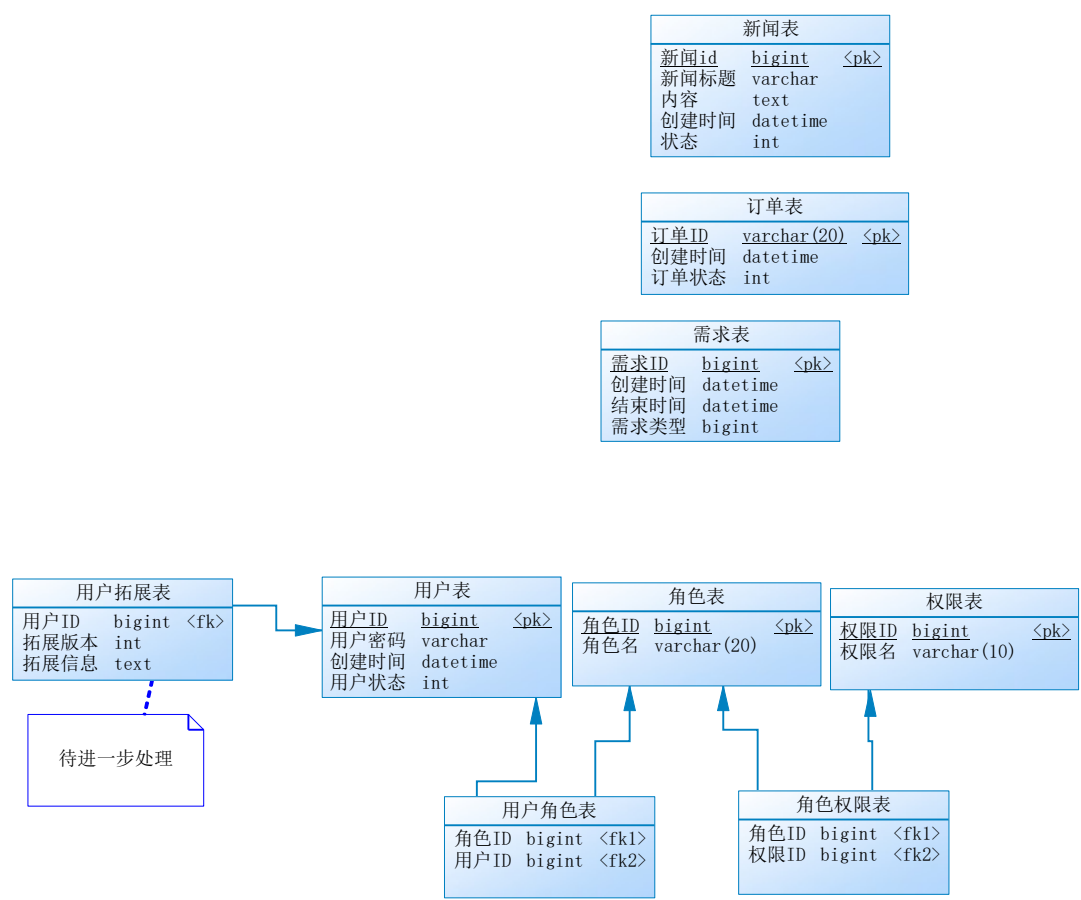 新闻表
新闻id bigint <pk>
新闻标题 varchar
内容 text
创建时间 datetime
状态 int
订单表
订单ID varchar(20) <pk>
创建时间 datetime
订单状态 int
需求表
需求ID bigint <pk>
创建时间 datetime
结束时间 datetime
需求类型 bigint
用户拓展表
用户ID bigint <fk>
拓展版本 int
拓展信息 text
用户表
用户ID bigint <pk>
用户密码 varchar
创建时间 datetime
用户状态 int
角色表
角色ID bigint <pk>
角色名 varchar(20)
权限表
权限ID bigint <pk>
权限名 varchar(10)
待进一步处理
用户角色表
角色ID bigint <fk1>
用户ID bigint <fk2>
角色权限表
角色ID bigint <fk1>
权限ID bigint <fk2>